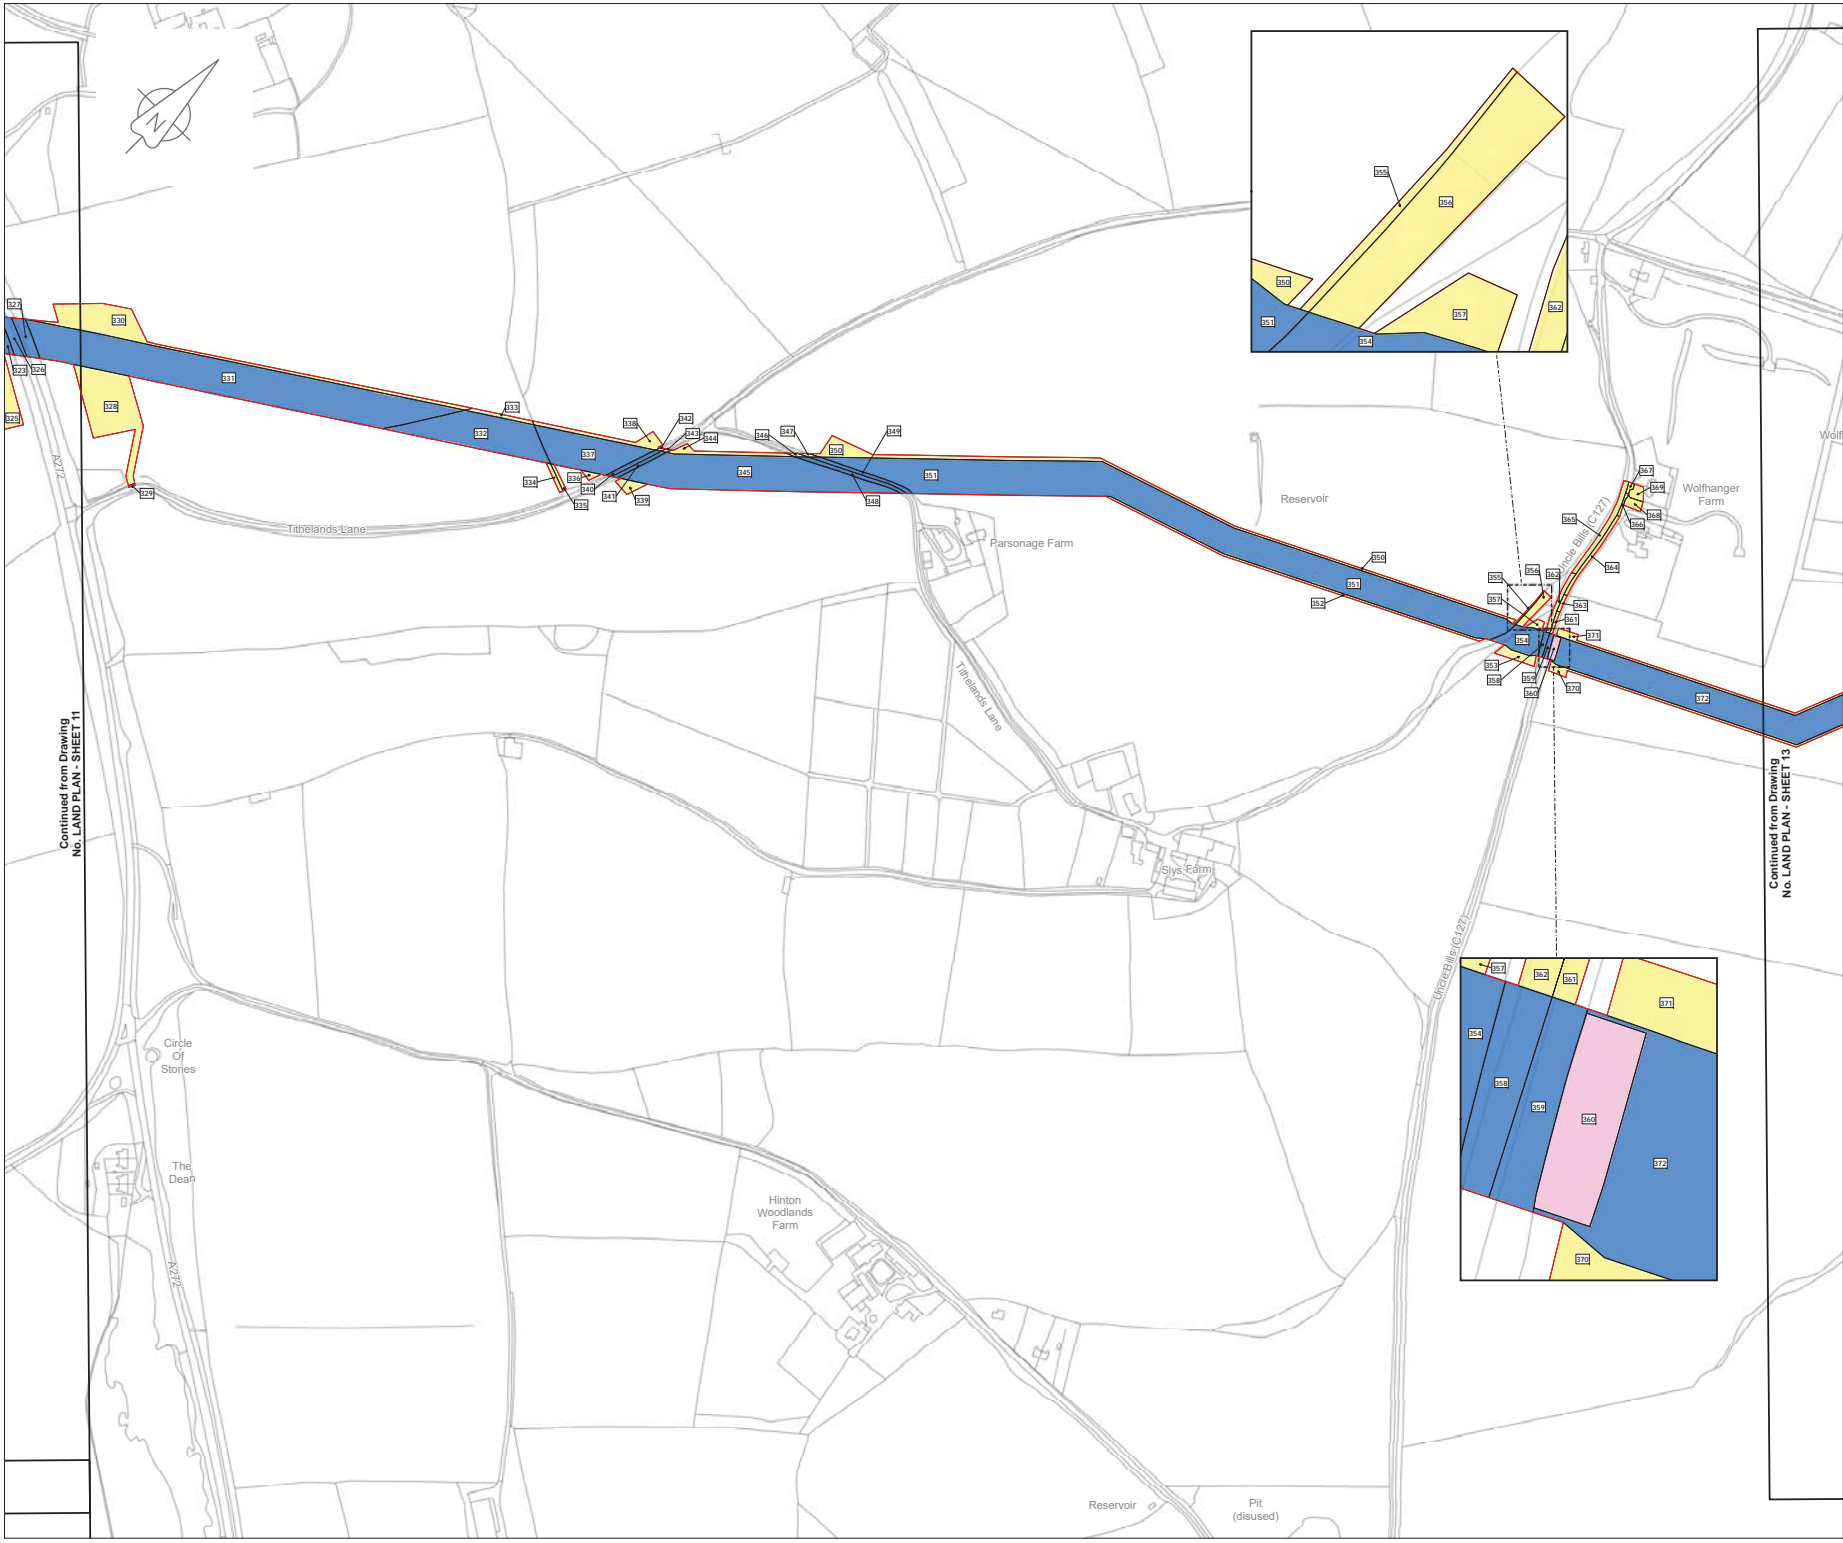 N
355
356
350
351
357
362
354
327
330
323
326
331
328
325
A272
329
333
332
338
342
343
344
337
334
336
340
335
341
339
346
347
349
350
345
351
348
Tithelands Lane
Parsonage Farm
Reservoir
Uncle Bills (C127)
367
369
368
366
365
364
Wolfhanger
Farm
Wolf
350
351
352
355
356
362
357
363
361
371
354
353
358
359
360
370
372
Tithelands Lane
Continued from Drawing
No. LAND PLAN - SHEET 11
Continued from Drawing
No. LAND PLAN - SHEET 13
Slys Farm
Uncle Bills (C127)
357
362
361
371
354
358
359
360
372
370
Circle
Of
Stones
The
Dean
A272
Hinton
Woodlands
Farm
Reservoir
Pit
(disused)